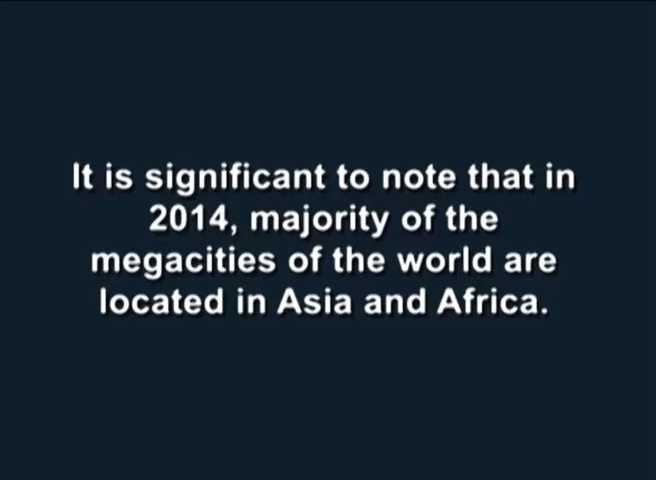 It is significant to note that in
2014, majority of the
megacities of the world are
located in Asia and Africa.